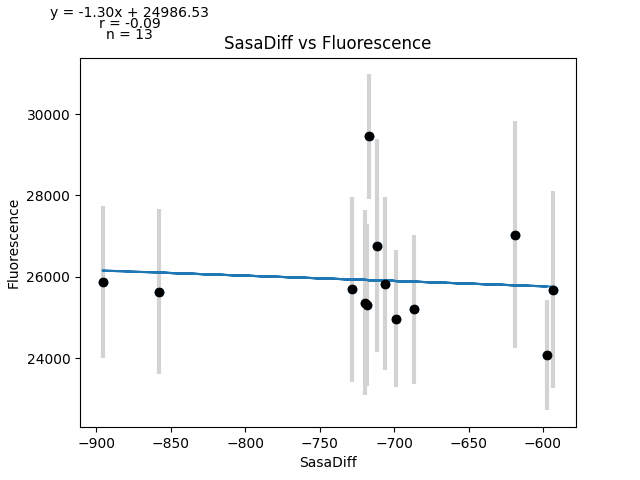 y = -1.30x + 24986.53
r = -0.09
n = 13
SasaDiff vs Fluorescence
30000
28000
26000
24000
Fluorescence
−900
−850
−800
−750
−700
−650
−600
SasaDiff